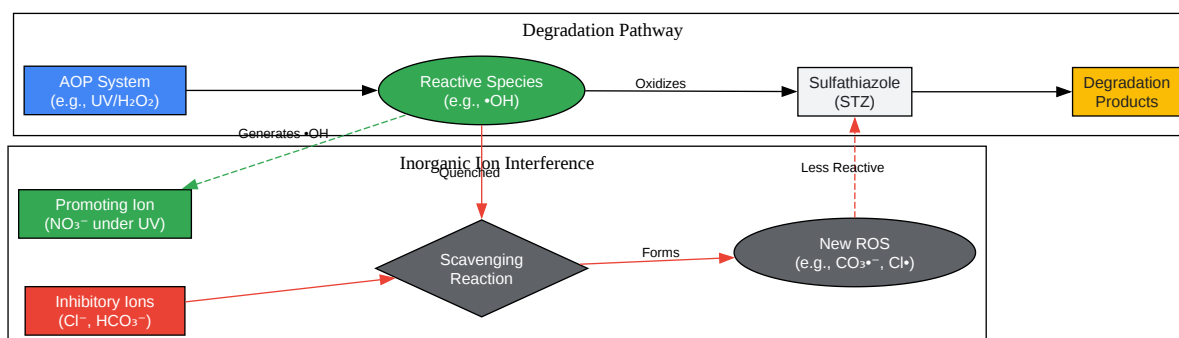 Degradation Pathway
AOP System
(e.g., UV/H₂O₂)
Reactive Species
(e.g., •OH)
Oxidizes
Sulfathiazole
(STZ)
Degradation
Products
Generates •OH
Inorganic Ion Interference
Quenched
Less Reactive
Promoting Ion
(NO₃⁻ under UV)
Scavenging
Reaction
Forms
New ROS
(e.g., CO₃•⁻, Cl•)
Inhibitory Ions
(Cl⁻, HCO₃⁻)